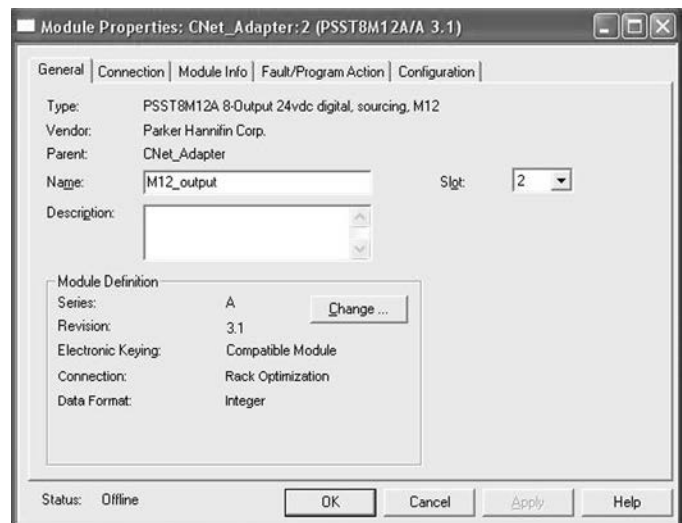 Module Properties: CNet_Adapter:2 (PSST8M12A/A 3.1)
General Connection Module Info Fault/Program Action Configuration
Type: PSST8M12A 8-Output 24vdc digital, sourcing, M12
Vendor: Parker Hannifin Corp.
Parent: CNet_Adapter
Name: M12_output Slot: 2
Description:
Module Definition
Series: A Change ...
Revision: 3.1
Electronic Keying: Compatible Module
Connection: Rack Optimization
Data Format: Integer
Status: Offline OK Cancel Apply Help